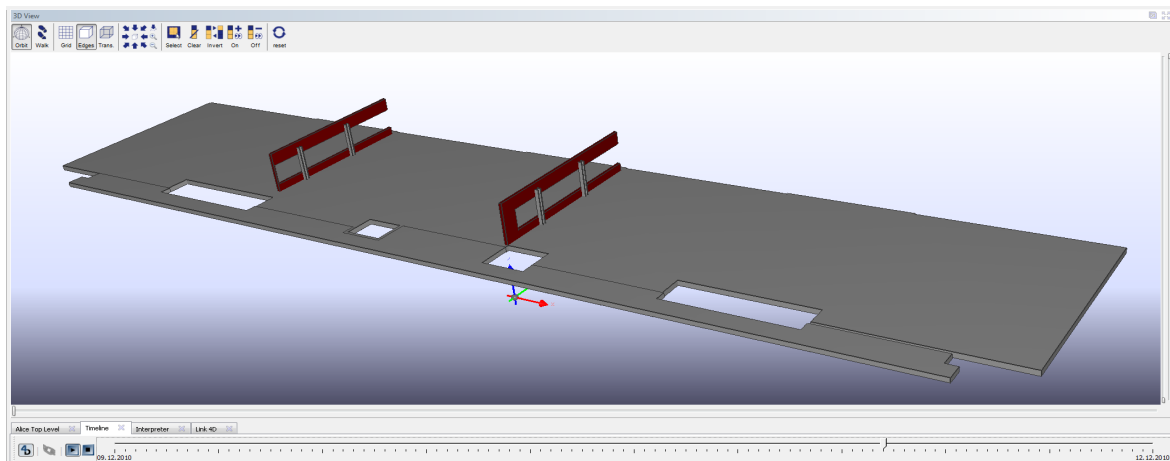 3D View
Orbit Walk Grid Edges Trans. Select Clear Invert On Off reset
Alice Top Level Timeline Interpreter Link 4D
09.12.2010 12.12.2010